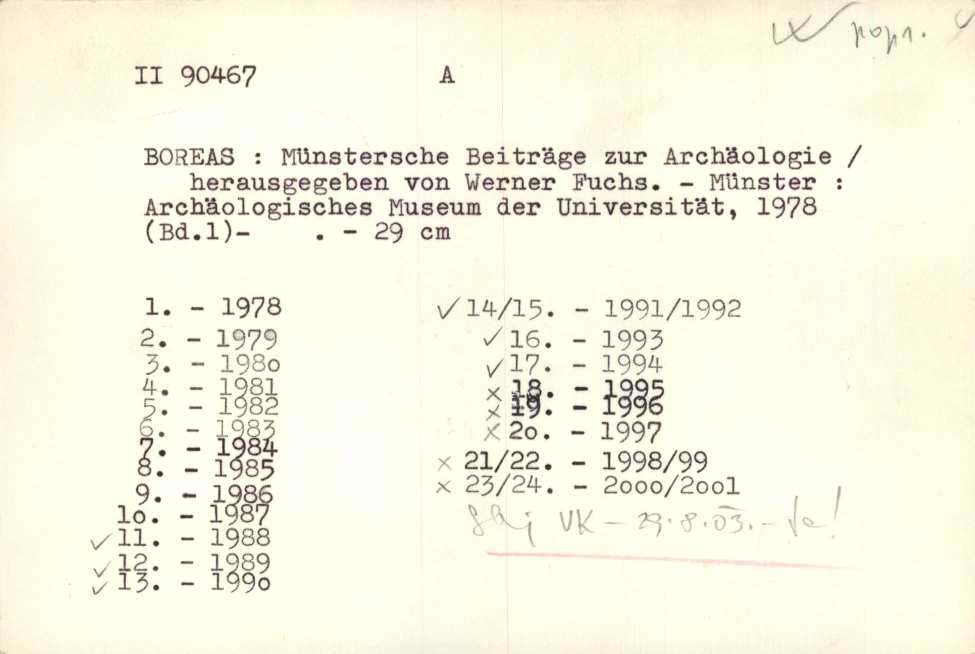 popr.
II 90467 A
BOREAS : Münstersche Beiträge zur Archäologie /
herausgegeben von Werner Fuchs. - Münster :
Archäologisches Museum der Universität, 1978
(Bd.1)- . - 29 cm
1. - 1978
2. - 1979
3. - 198o
4. - 1981
5. - 1982
6. - 1983
7. - 1984
8. - 1985
9. - 1986
1o. - 1987
✓ 11. - 1988
✓ 12. - 1989
✓ 13. - 199o
✓ 14/15. - 1991/1992
✓ 16. - 1993
✓ 17. - 1994
x 18. - 1995
x 19. - 1996
x 2o. - 1997
x 21/22. - 1998/99
x 23/24. - 2ooo/2oo1
VK - 29.8.03. -